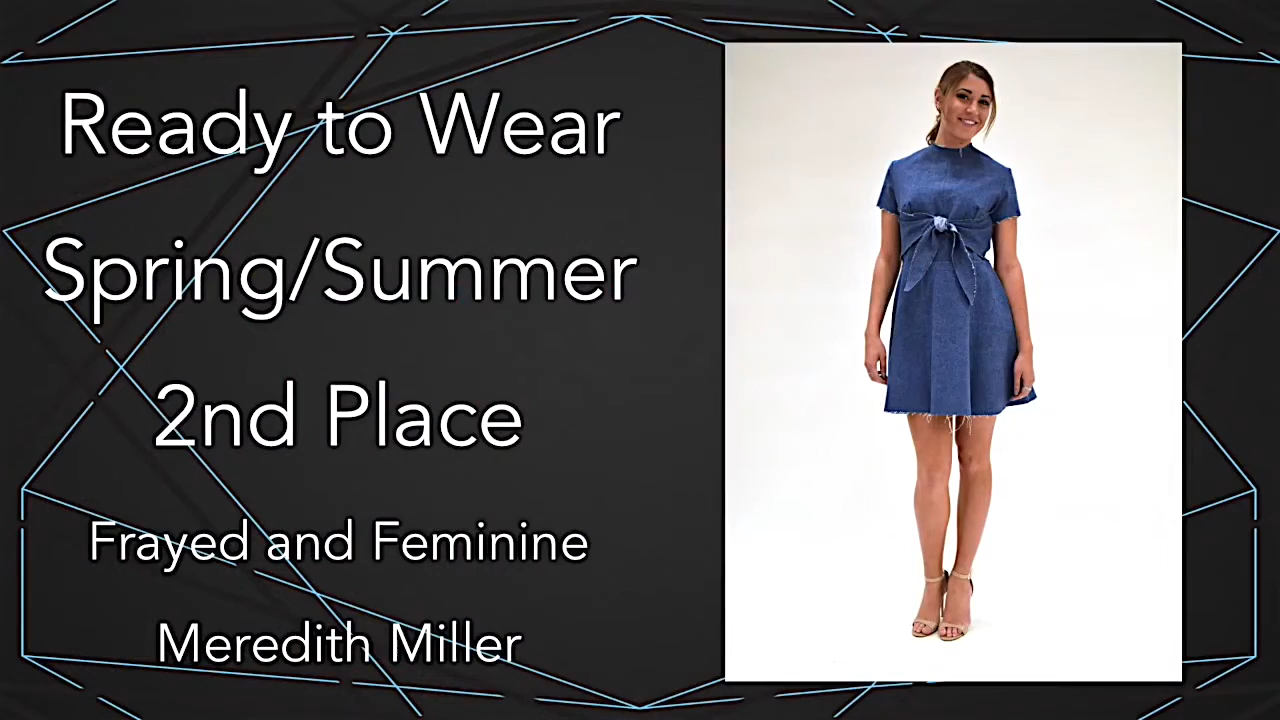 Ready to Wear
Spring/Summer
2nd Place
Frayed and Feminine
Meredith Miller